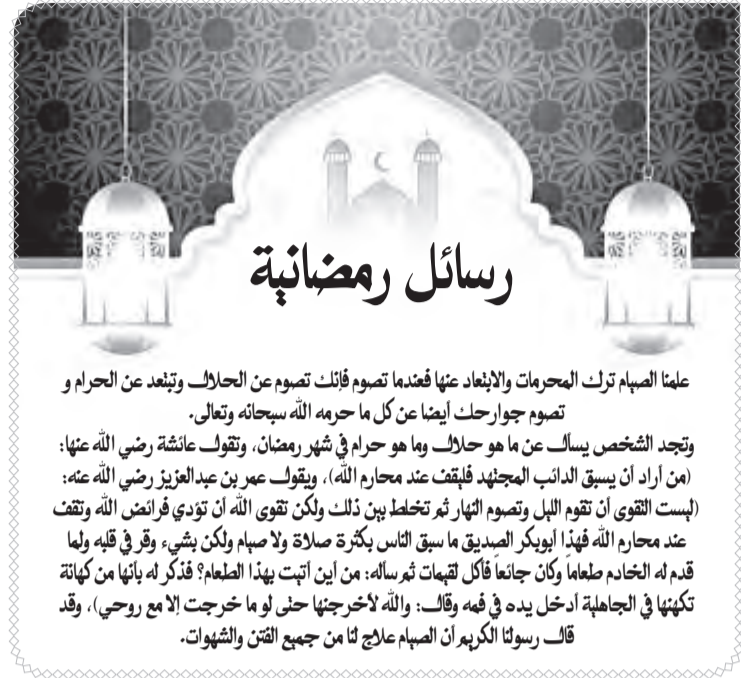 رسائل رمضانية
علمنا الصيام ترك المحرمات والابتعاد عنها فعندما تصوم فإنك تصوم عن الحلال وتبتعد عن الحرام و
تصوم جوارحك أيضا عن كل ما حرمه الله سبحانه وتعالى.
وتجد الشخص يسأل عن ما هو حلال وما هو حرام في شهر رمضان، وتقول عائشة رضي الله عنها:
(من أراد أن يسبق الدائب المجتهد فليقف عند محارم الله)، ويقول عمر بن عبدالعزيز رضي الله عنه:
(ليست التقوى أن تقوم الليل وتصوم النهار ثم تخلط بين ذلك ولكن تقوى الله أن تؤدي فرائض الله وتقف
عند محارم الله فهذا أبوبكر الصديق ما سبق الناس بكثرة صلاة ولا صيام ولكن بشيء وقر في قلبه ولما
قدم له الخادم طعاماً وكان جائعاً فأكل لقيمات ثم سأله: من أين أتيت بهذا الطعام؟ فذكر له بأنها من كهانة
تكهنها في الجاهلية أدخل يده في فمه وقال: والله لأخرجنها حتى لو ما خرجت إلا مع روحي)، وقد
قال رسولنا الكريم أن الصيام علاج لنا من جميع الفتن والشهوات.